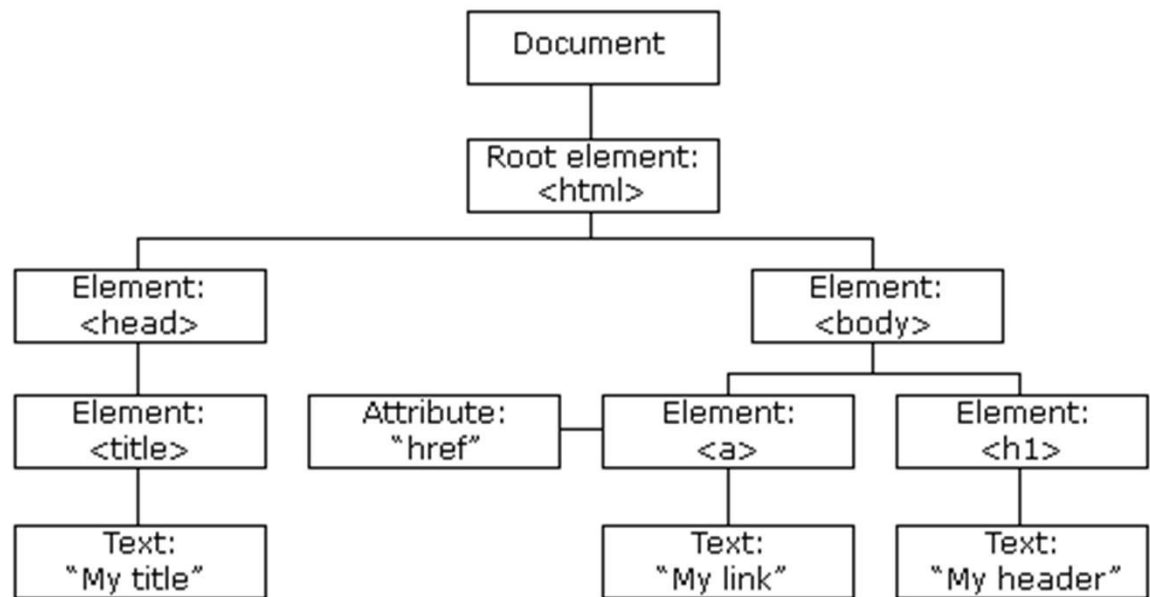 Document
Root element:
<html>
Element:
<head>
Element:
<body>
Element:
<title>
Attribute:
“href”
Element:
<a>
Element:
<h1>
Text:
“My title”
Text:
“My link”
Text:
“My header”